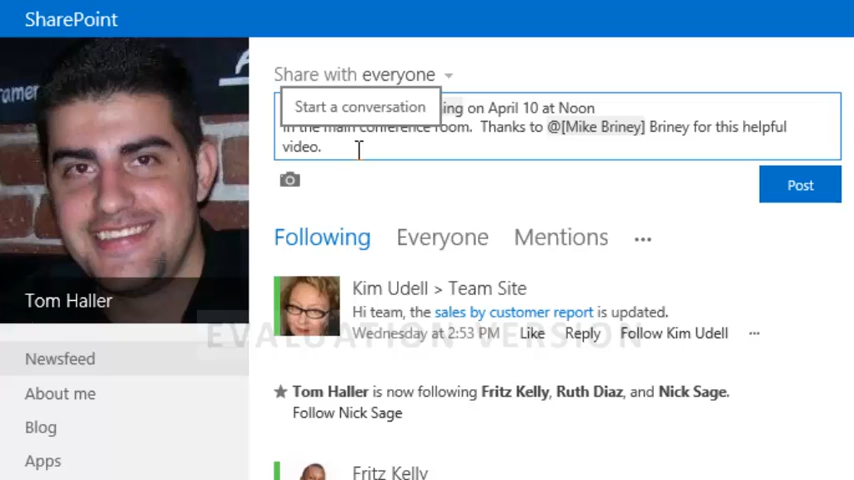 SharePoint
Share with everyone
Start a conversation
ing on April 10 at Noon
in the main conference room. Thanks to @[Mike Briney] Briney for this helpful
video.
Post
Following Everyone Mentions ...
Kim Udell > Team Site
Hi team, the sales by customer report is updated.
Wednesday at 2:53 PM Like Reply Follow Kim Udell ...
EVALUATION VERSION
Tom Haller is now following Fritz Kelly, Ruth Diaz, and Nick Sage.
Follow Nick Sage
Fritz Kelly
Tom Haller
Newsfeed
About me
Blog
Apps